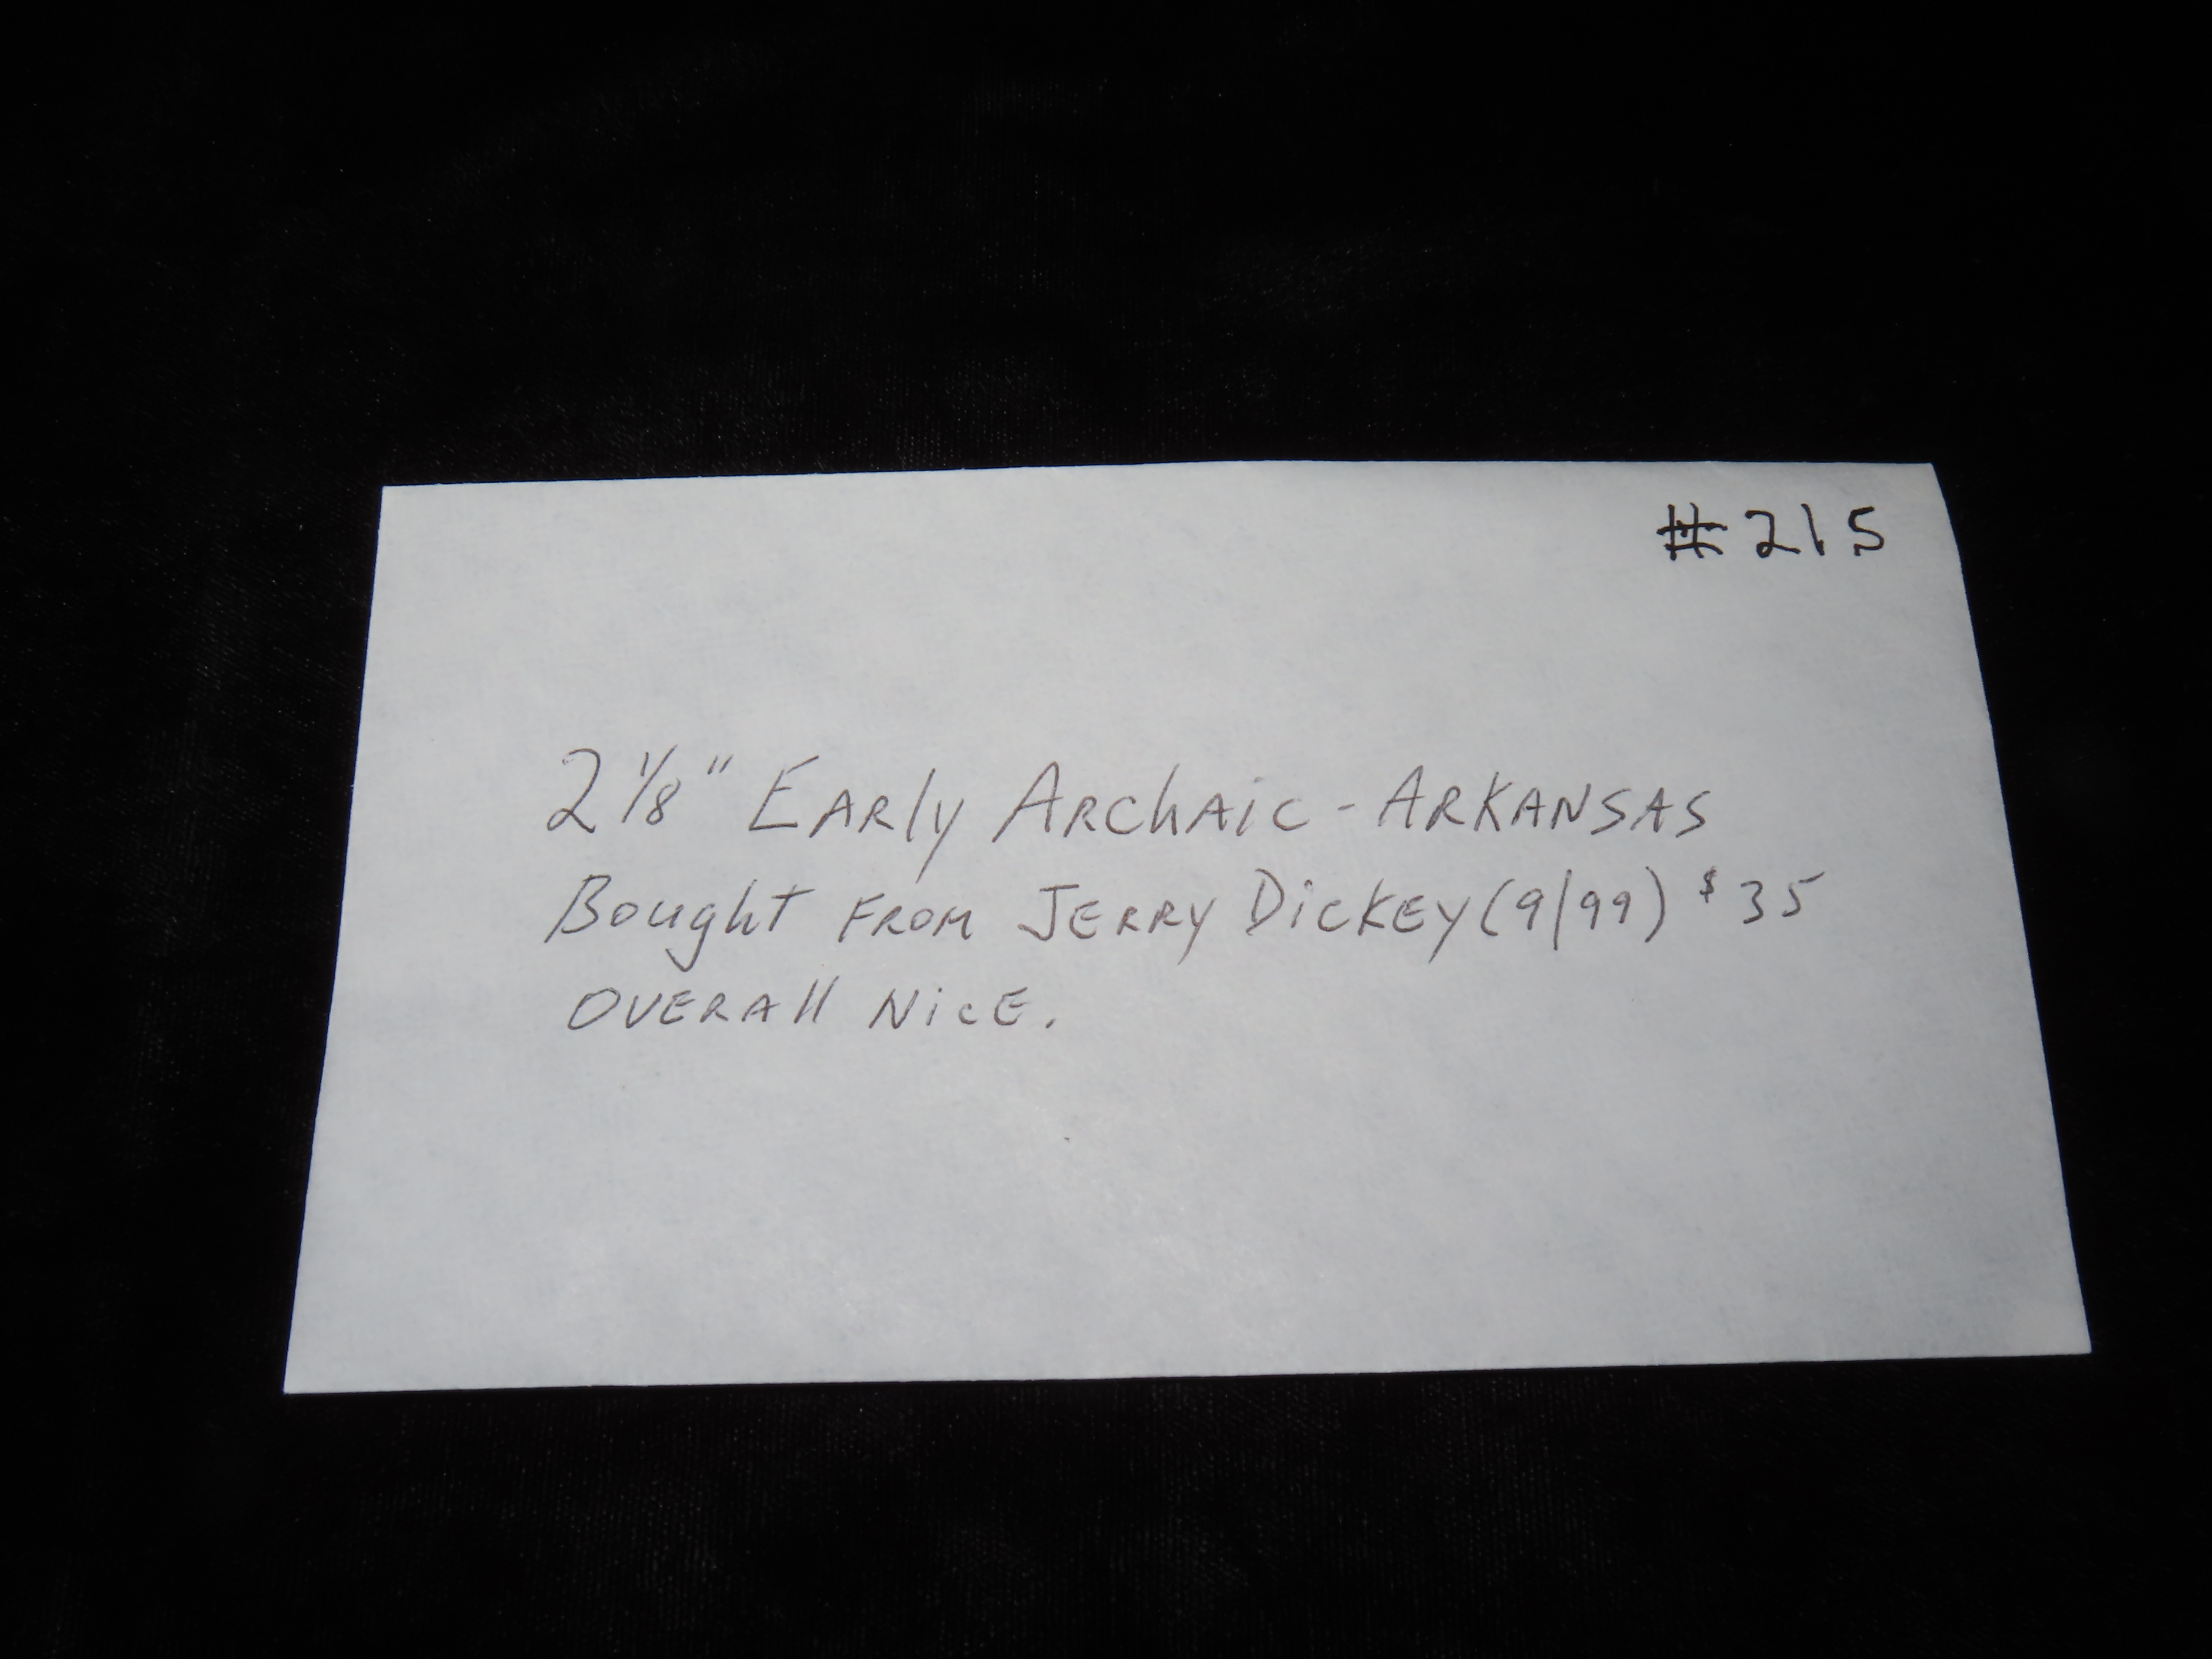 #215
2 1/8" Early Archaic - Arkansas
Bought from Jerry Dickey (9/99) $35
Overall Nice.